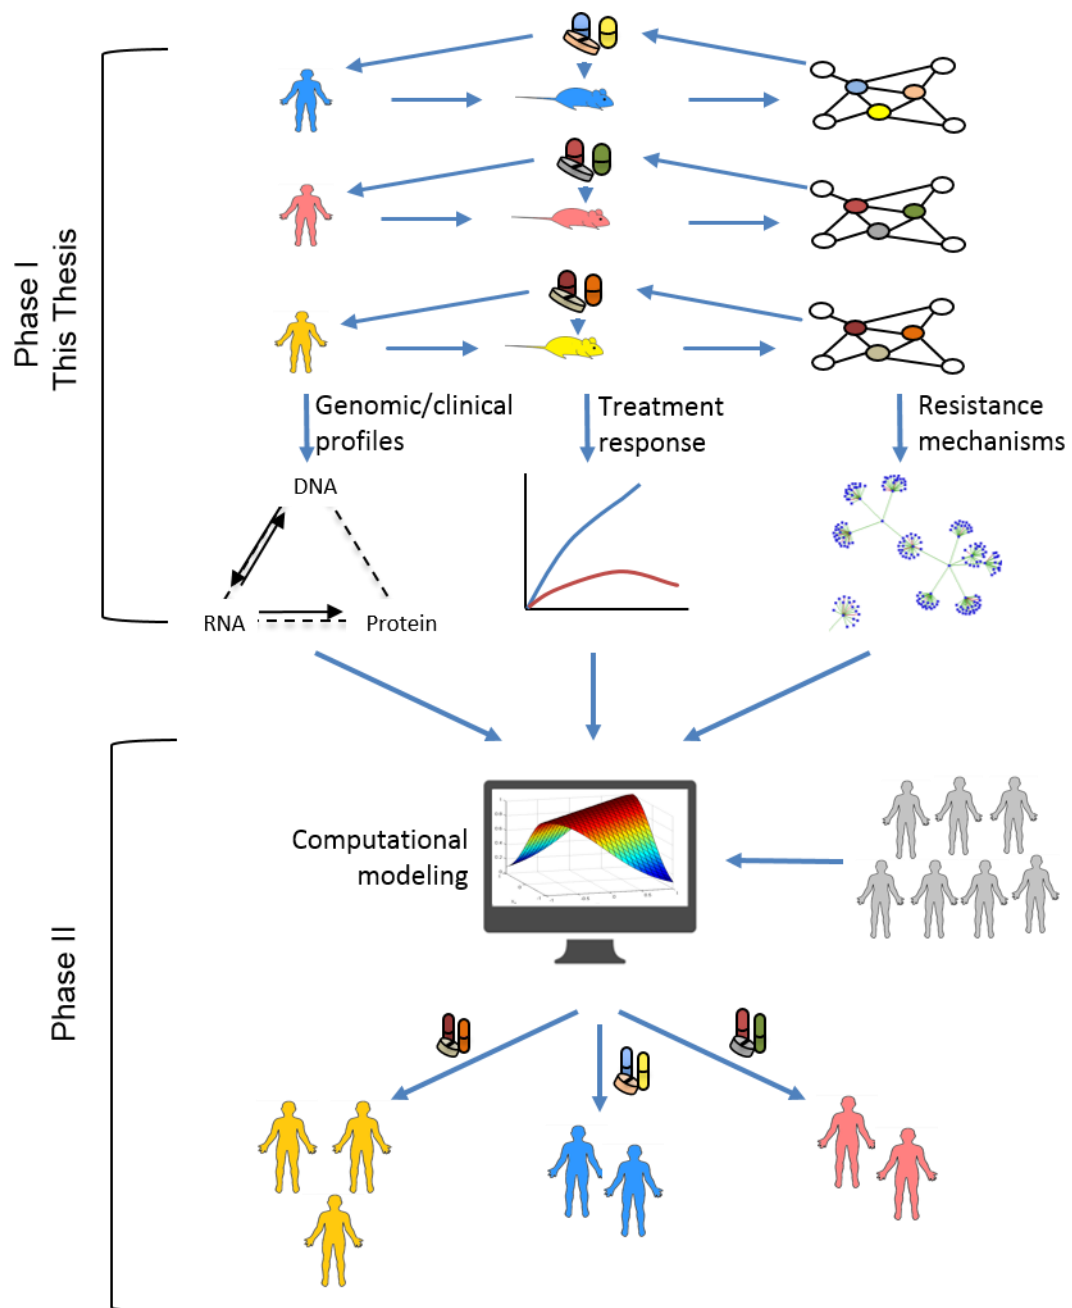 Phase I
This Thesis
Genomic/clinical
profiles
Treatment
response
Resistance
mechanisms
DNA
RNA
Protein
Computational
modeling
Phase II